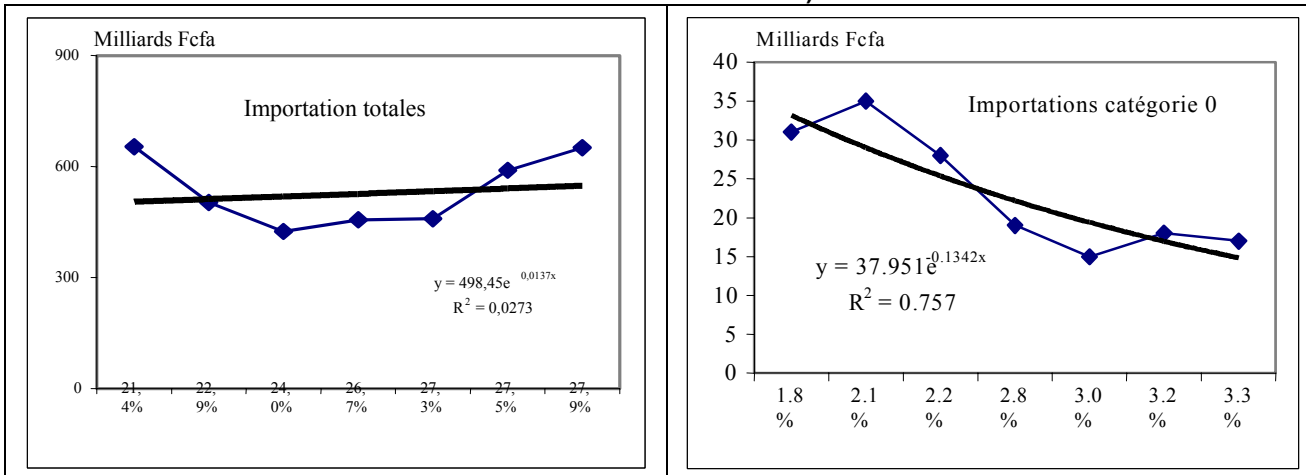 Milliards Fcfa
900
Importation totales
600
y = 498,45e 0,0137x
R2 = 0,0273
300
0
21, 22, 24, 26, 27, 27, 27,
4% 9% 0% 7% 3% 5% 9%
Milliards Fcfa
40
Importations catégorie 0
35
30
25
20
15
y = 37.951e-0.1342x
R2 = 0.757
10
5
0
1.8 2.1 2.2 2.8 3.0 3.2 3.3
% % % % % % %